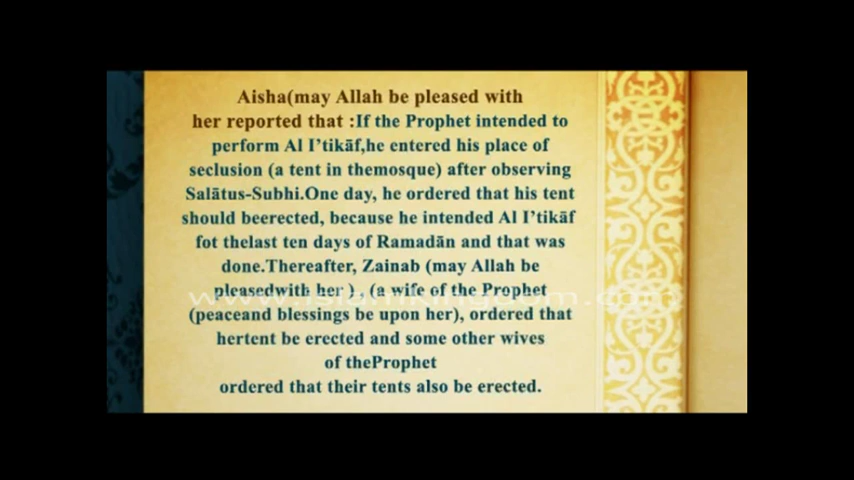 Aisha(may Allah be pleased with
her reported that :If the Prophet intended to
perform Al I'tikāf,he entered his place of
seclusion (a tent in themosque) after observing
Salātus-Subhi.One day, he ordered that his tent
should beerected, because he intended Al I'tikāf
fot thelast ten days of Ramadān and that was
done.Thereafter, Zainab (may Allah be
pleasedwith her ) , (a wife of the Prophet
www.islamkingdom.com
(peaceand blessings be upon her), ordered that
hertent be erected and some other wives
of theProphet
ordered that their tents also be erected.